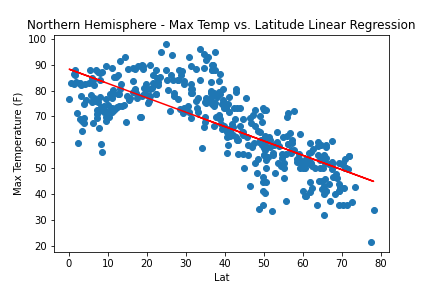 Northern Hemisphere - Max Temp vs. Latitude Linear Regression
100
90
80
70
60
50
40
30
20
Max Temperature (F)
0 10 20 30 40 50 60 70 80
Lat